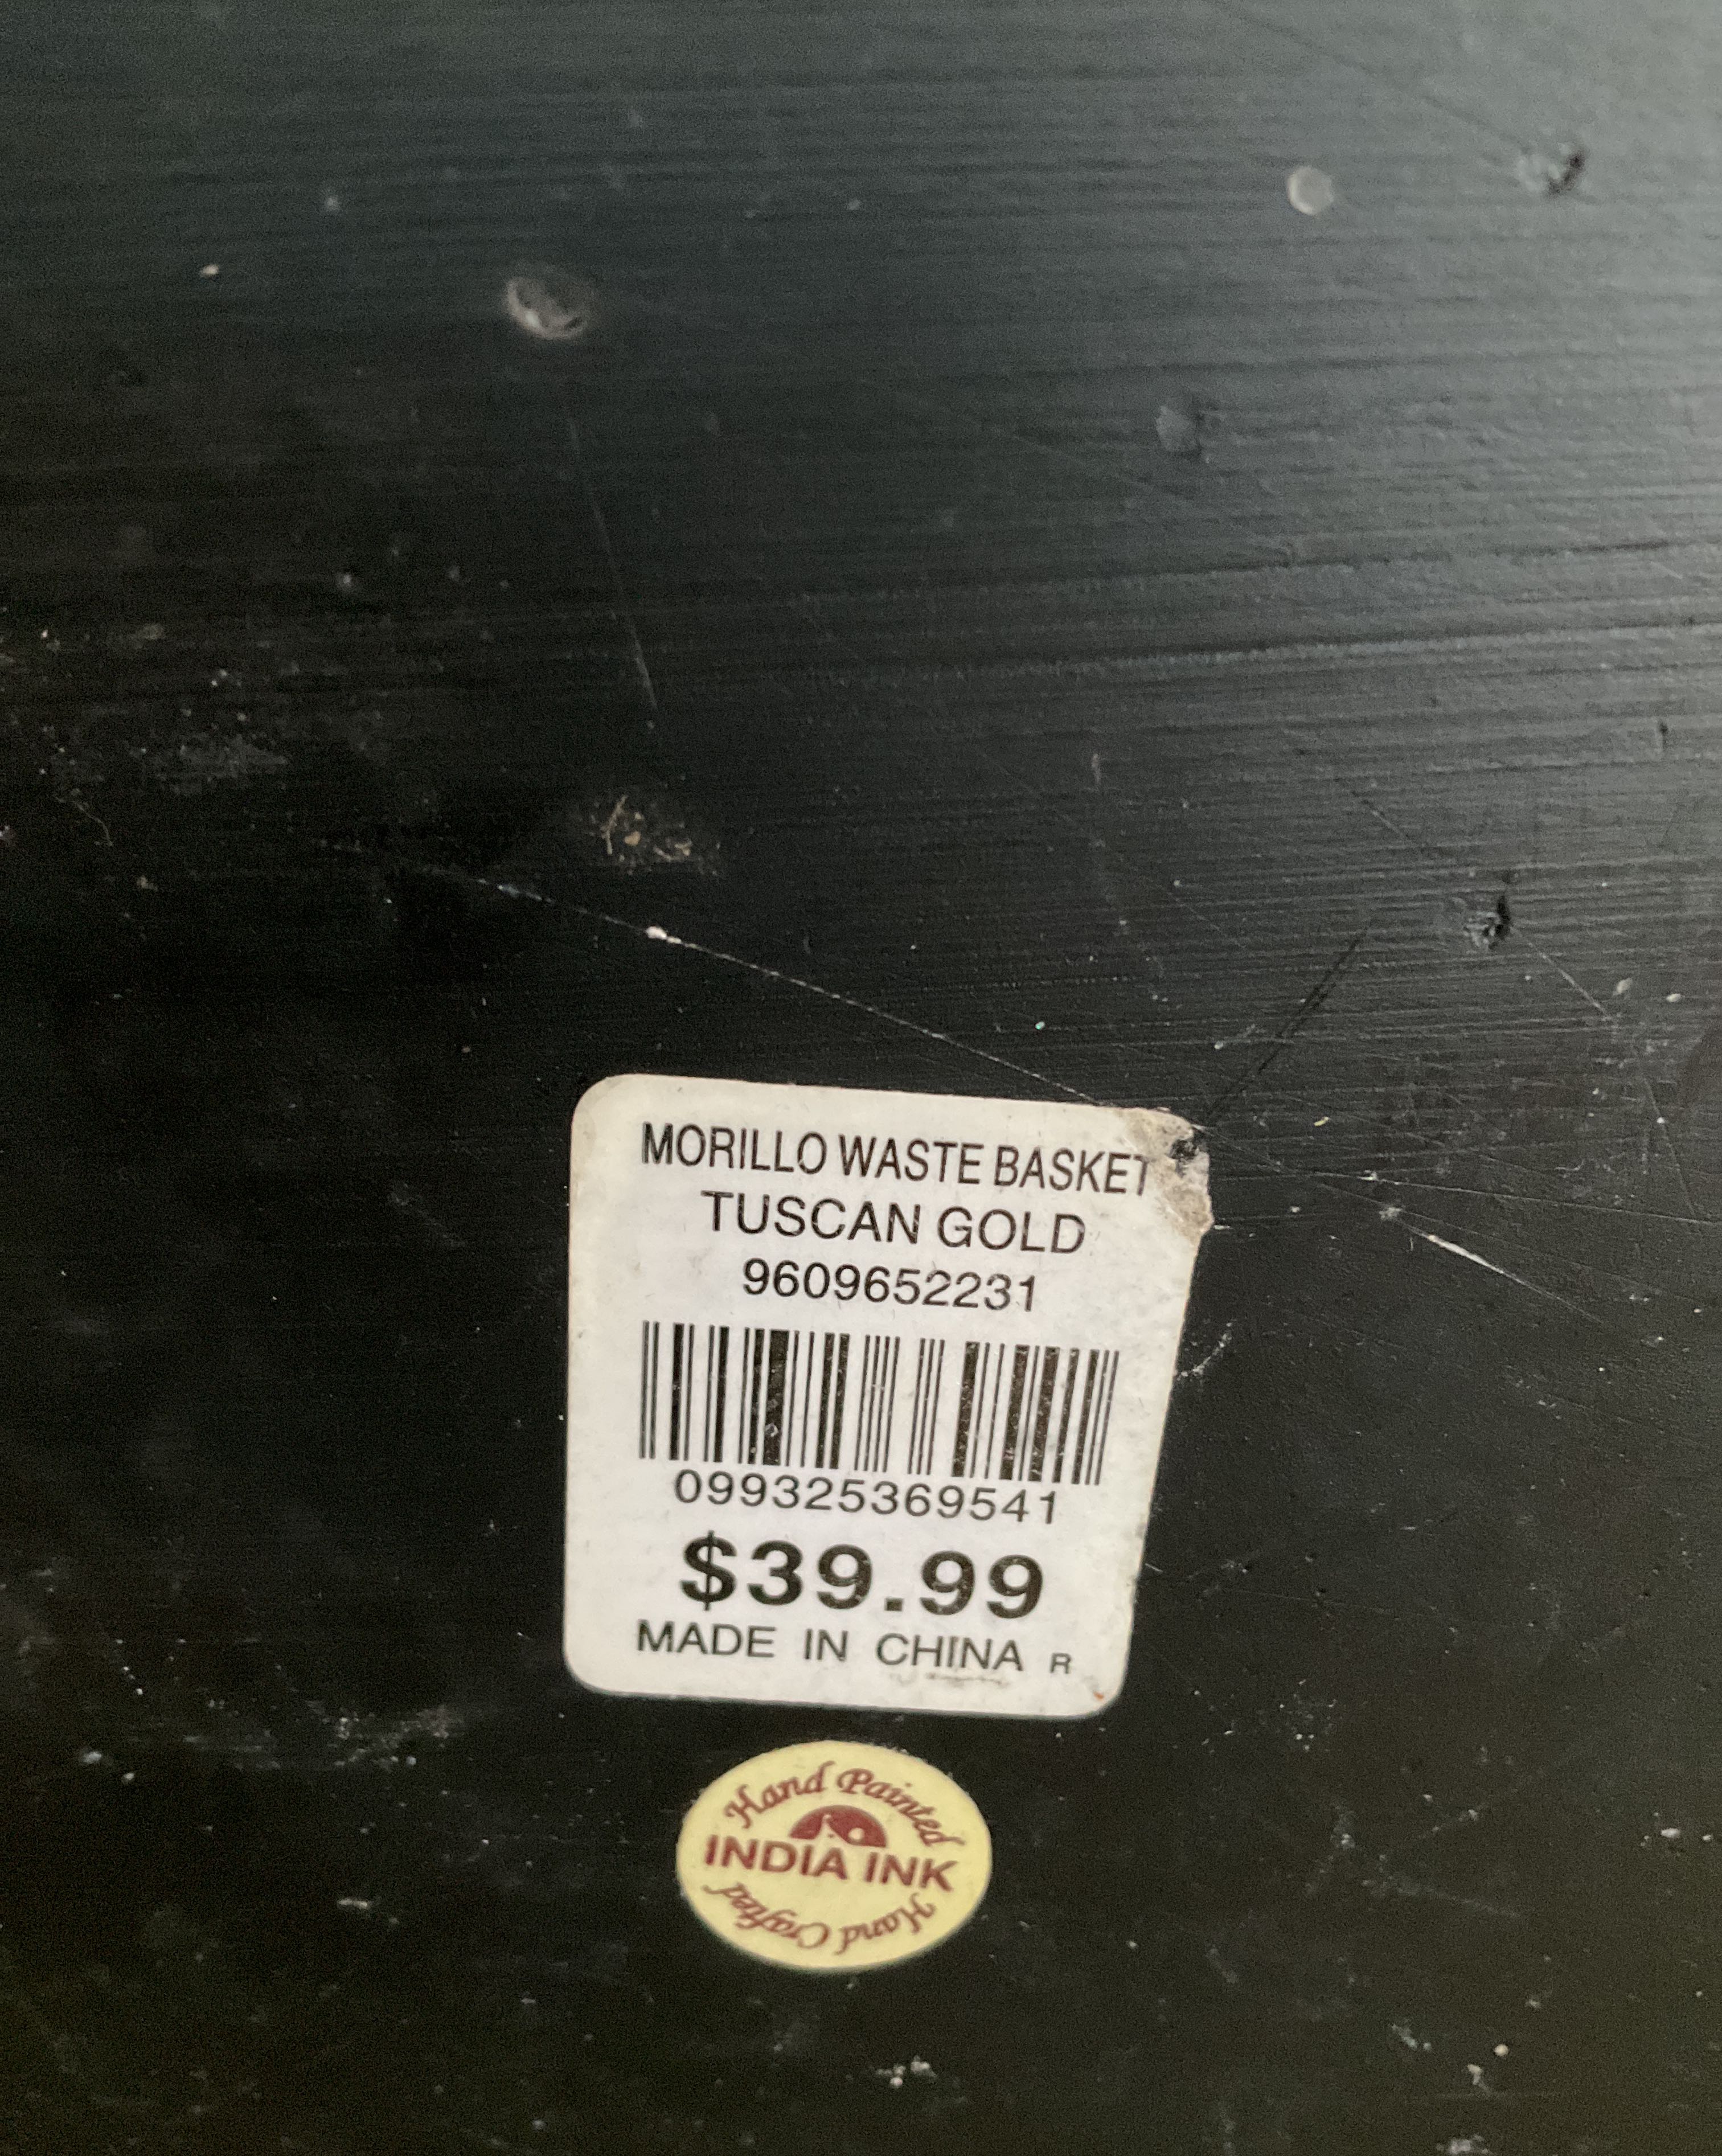 MORILLO WASTE BASKET
TUSCAN GOLD
9609652231
099325369541
$39.99
MADE IN CHINA R
Hand Painted
INDIA INK
Hand Crafted